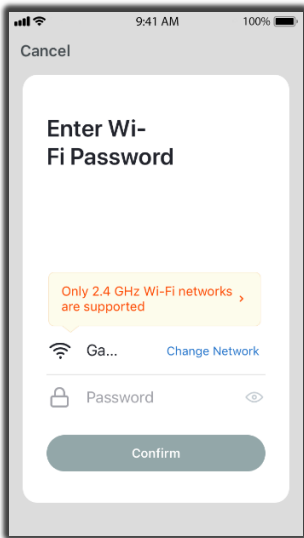 9:41 AM
100%
Cancel
Enter Wi-
Fi Password
Only 2.4 GHz Wi-Fi networks
are supported
Ga...
Change Network
Password
Confirm